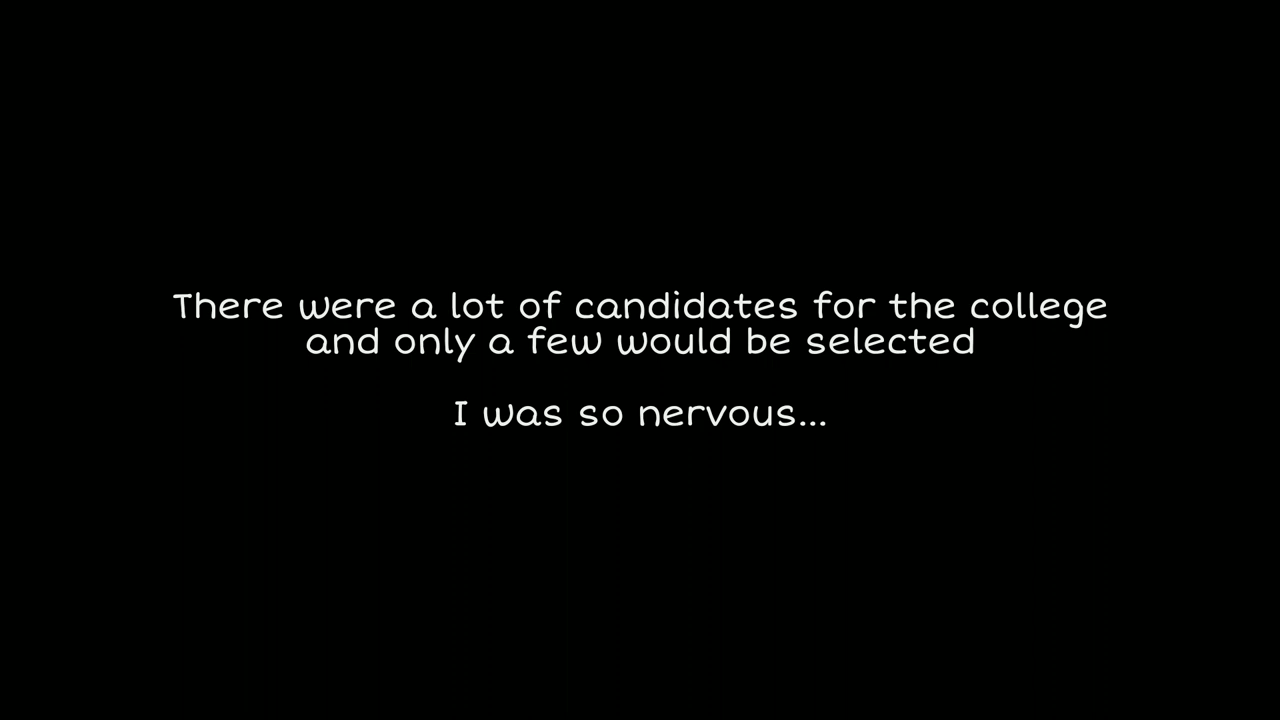 There were a lot of candidates for the college
and only a few would be selected
I was so nervous...